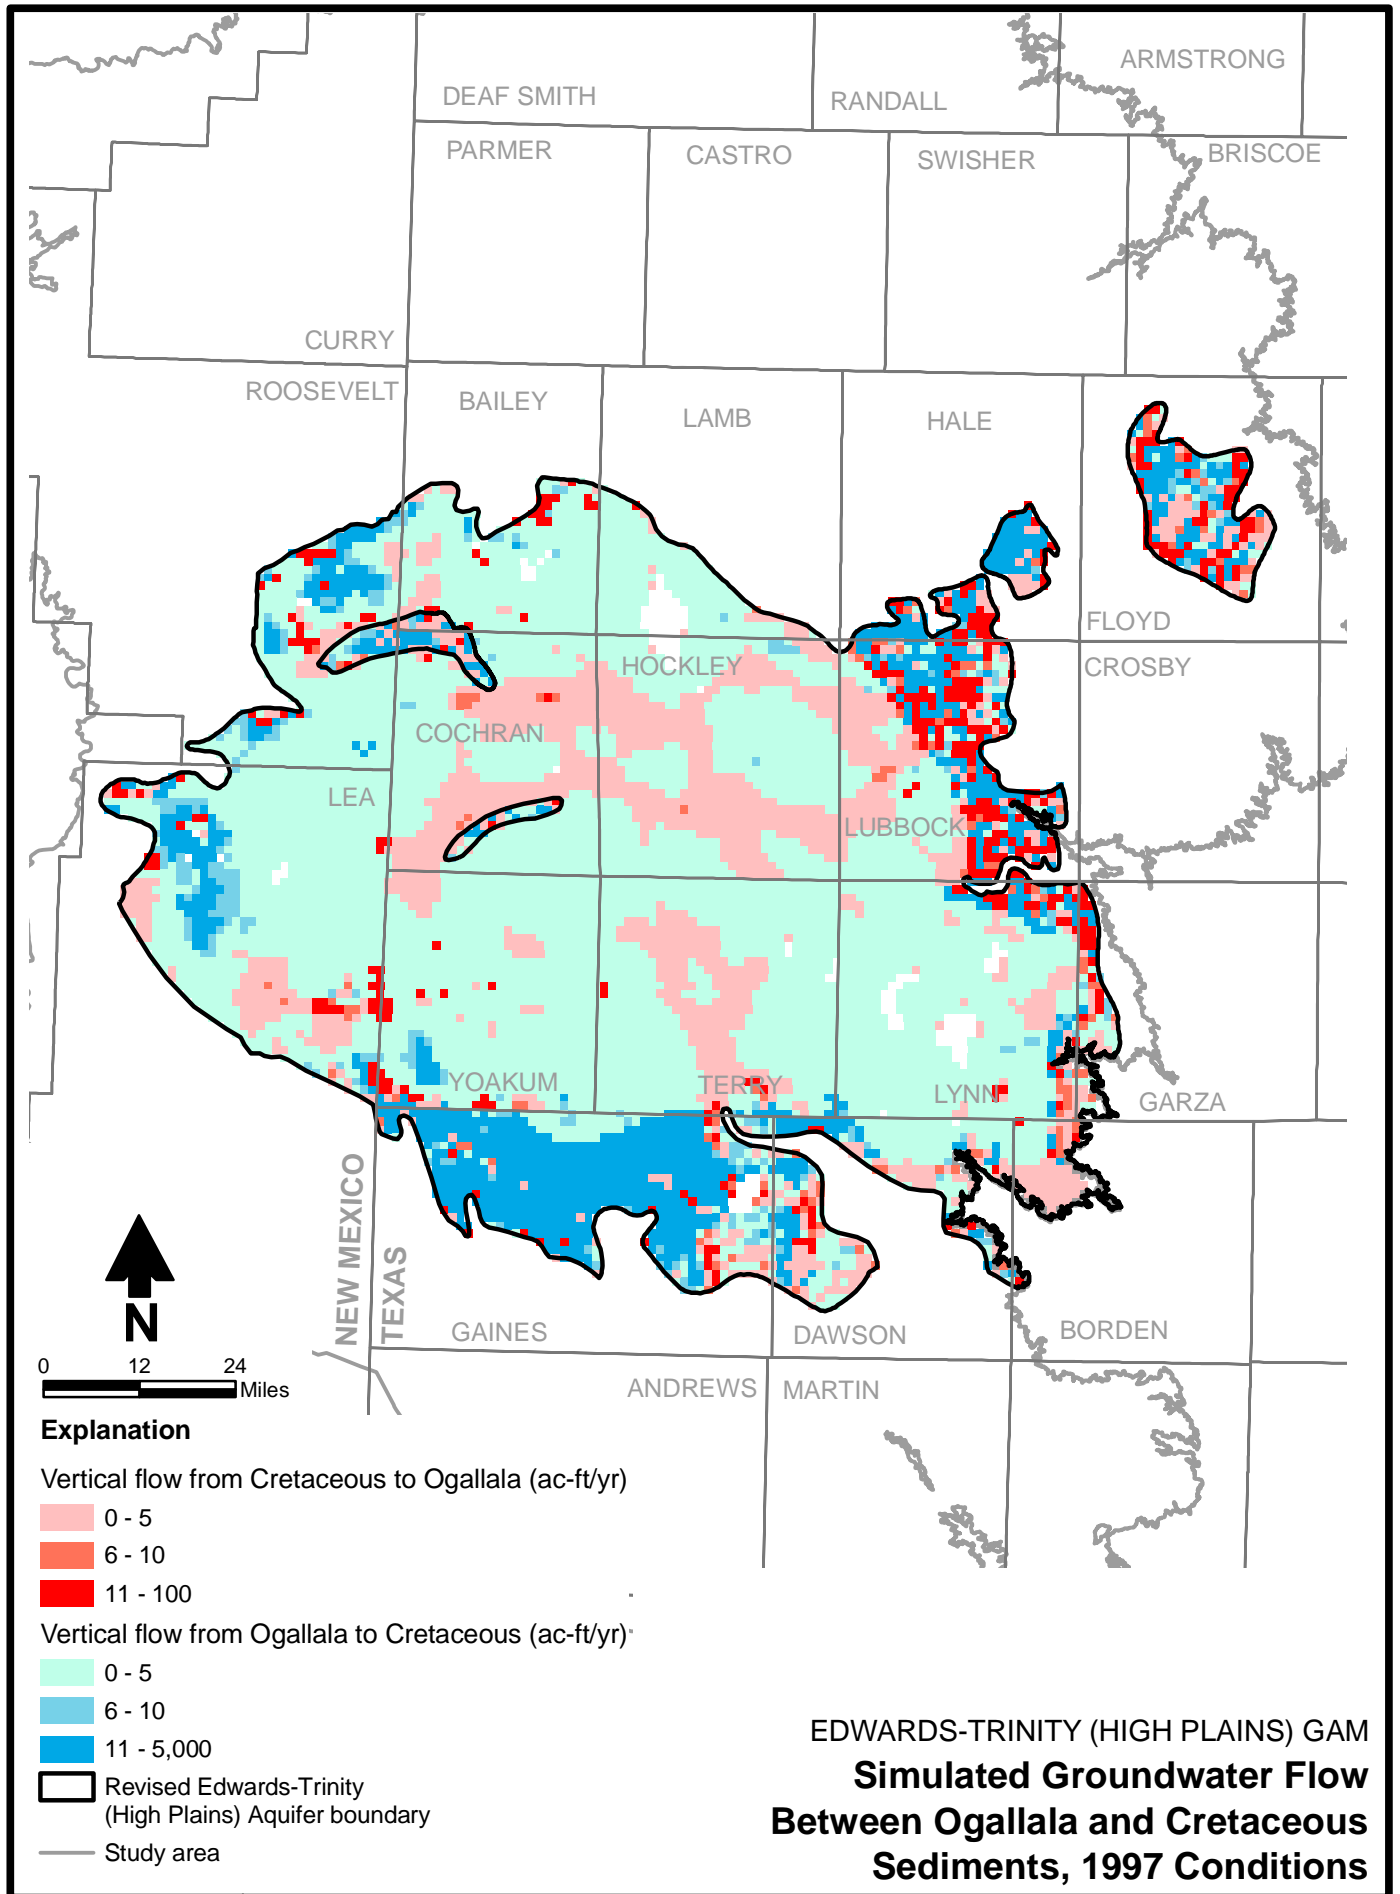 ARMSTRONG
DEAF SMITH
RANDALL
PARMER
CASTRO
SWISHER
BRISCOE
CURRY
ROOSEVELT
BAILEY
LAMB
HALE
FLOYD
HOCKLEY
CROSBY
COCHRAN
LEA
LUBBOCK
YOAKUM
TERRY
LYNN
GARZA
NEW MEXICO
TEXAS
N
GAINES
DAWSON
BORDEN
0 12 24
Miles
ANDREWS
MARTIN
Explanation
Vertical flow from Cretaceous to Ogallala (ac-ft/yr)
0 - 5
6 - 10
11 - 100
Vertical flow from Ogallala to Cretaceous (ac-ft/yr)
0 - 5
6 - 10
11 - 5,000
Revised Edwards-Trinity
(High Plains) Aquifer boundary
Study area
EDWARDS-TRINITY (HIGH PLAINS) GAM
Simulated Groundwater Flow
Between Ogallala and Cretaceous
Sediments, 1997 Conditions